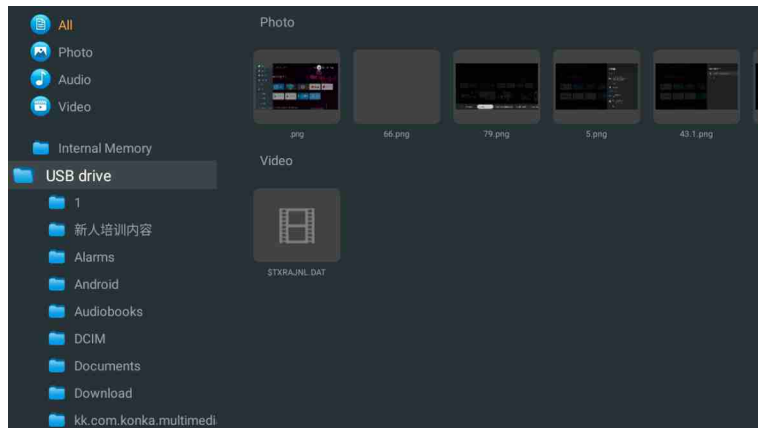 All
Photo
Audio
Video
Internal Memory
USB drive
1
新人培训内容
Alarms
Android
Audiobooks
DCIM
Documents
Download
kk.com.konka.multimedi
Photo
.png
66.png
79.png
5.png
43.1.png
Video
$TXRAJNL.DAT